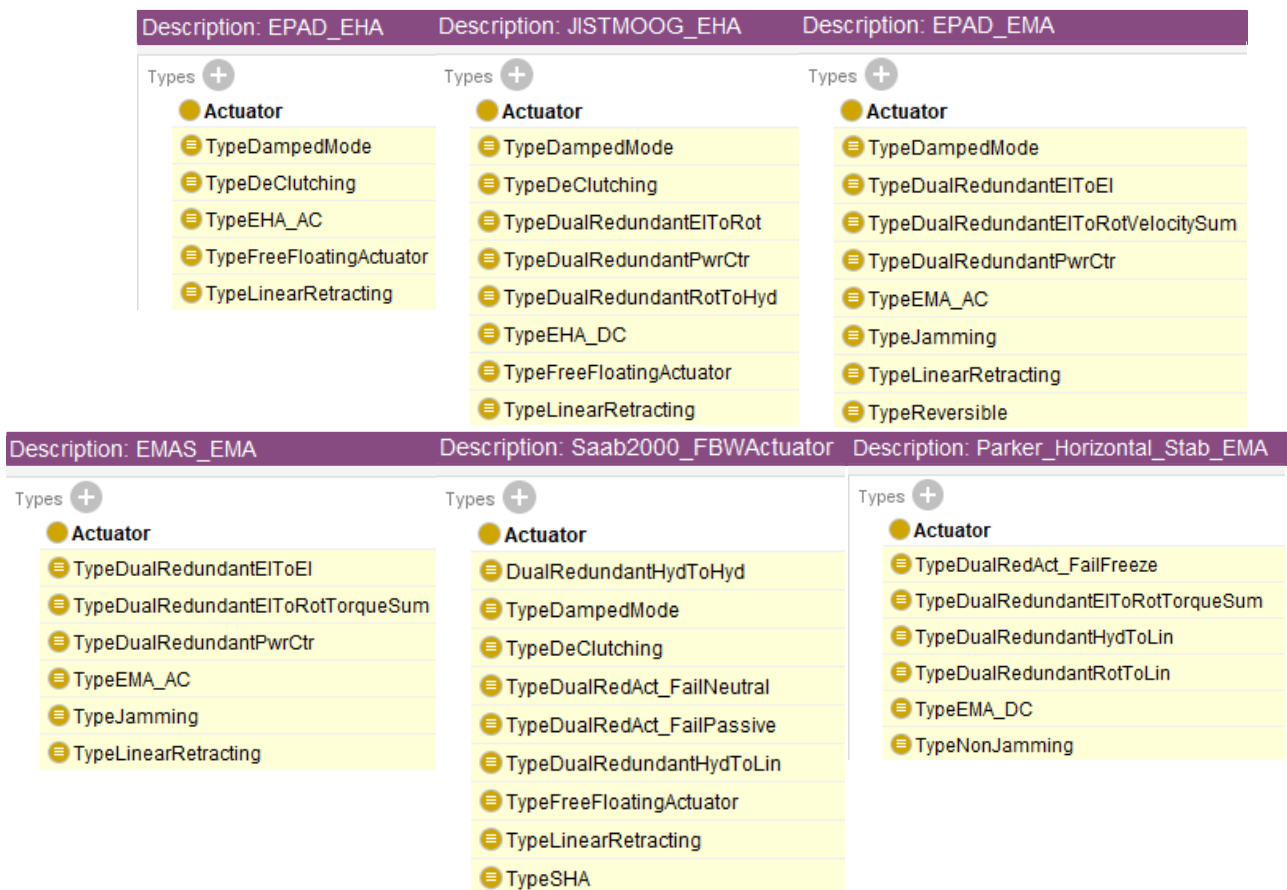 Description: EPAD_EHA
Types
Actuator
TypeDampedMode
TypeDeClutching
TypeEHA_AC
TypeFreeFloatingActuator
TypeLinearRetracting
Description: JISTMOOG_EHA
Types
Actuator
TypeDampedMode
TypeDeClutching
TypeDualRedundantElToRot
TypeDualRedundantPwrCtr
TypeDualRedundantRotToHyd
TypeEHA_DC
TypeFreeFloatingActuator
TypeLinearRetracting
Description: EPAD_EMA
Types
Actuator
TypeDampedMode
TypeDualRedundantElToEl
TypeDualRedundantElToRotVelocitySum
TypeDualRedundantPwrCtr
TypeEMA_AC
TypeJamming
TypeLinearRetracting
TypeReversible
Description: EMAS_EMA
Types
Actuator
TypeDualRedundantElToEl
TypeDualRedundantElToRotTorqueSum
TypeDualRedundantPwrCtr
TypeEMA_AC
TypeJamming
TypeLinearRetracting
Description: Saab2000_FBWActuator
Types
Actuator
DualRedundantHydToHyd
TypeDampedMode
TypeDeClutching
TypeDualRedAct_FailNeutral
TypeDualRedAct_FailPassive
TypeDualRedundantHydToLin
TypeFreeFloatingActuator
TypeLinearRetracting
TypeSHA
Description: Parker_Horizontal_Stab_EMA
Types
Actuator
TypeDualRedAct_FailFreeze
TypeDualRedundantElToRotTorqueSum
TypeDualRedundantHydToLin
TypeDualRedundantRotToLin
TypeEMA_DC
TypeNonJamming